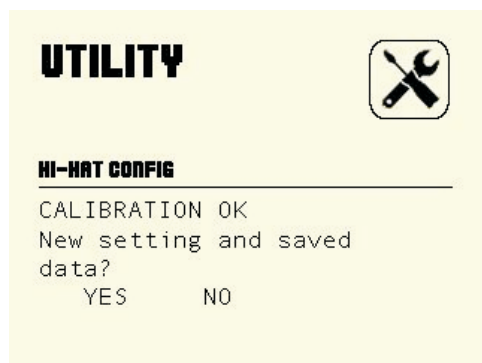 UTILITY
HI-HAT CONFIG
CALIBRATION OK
New setting and saved
data?
YES NO